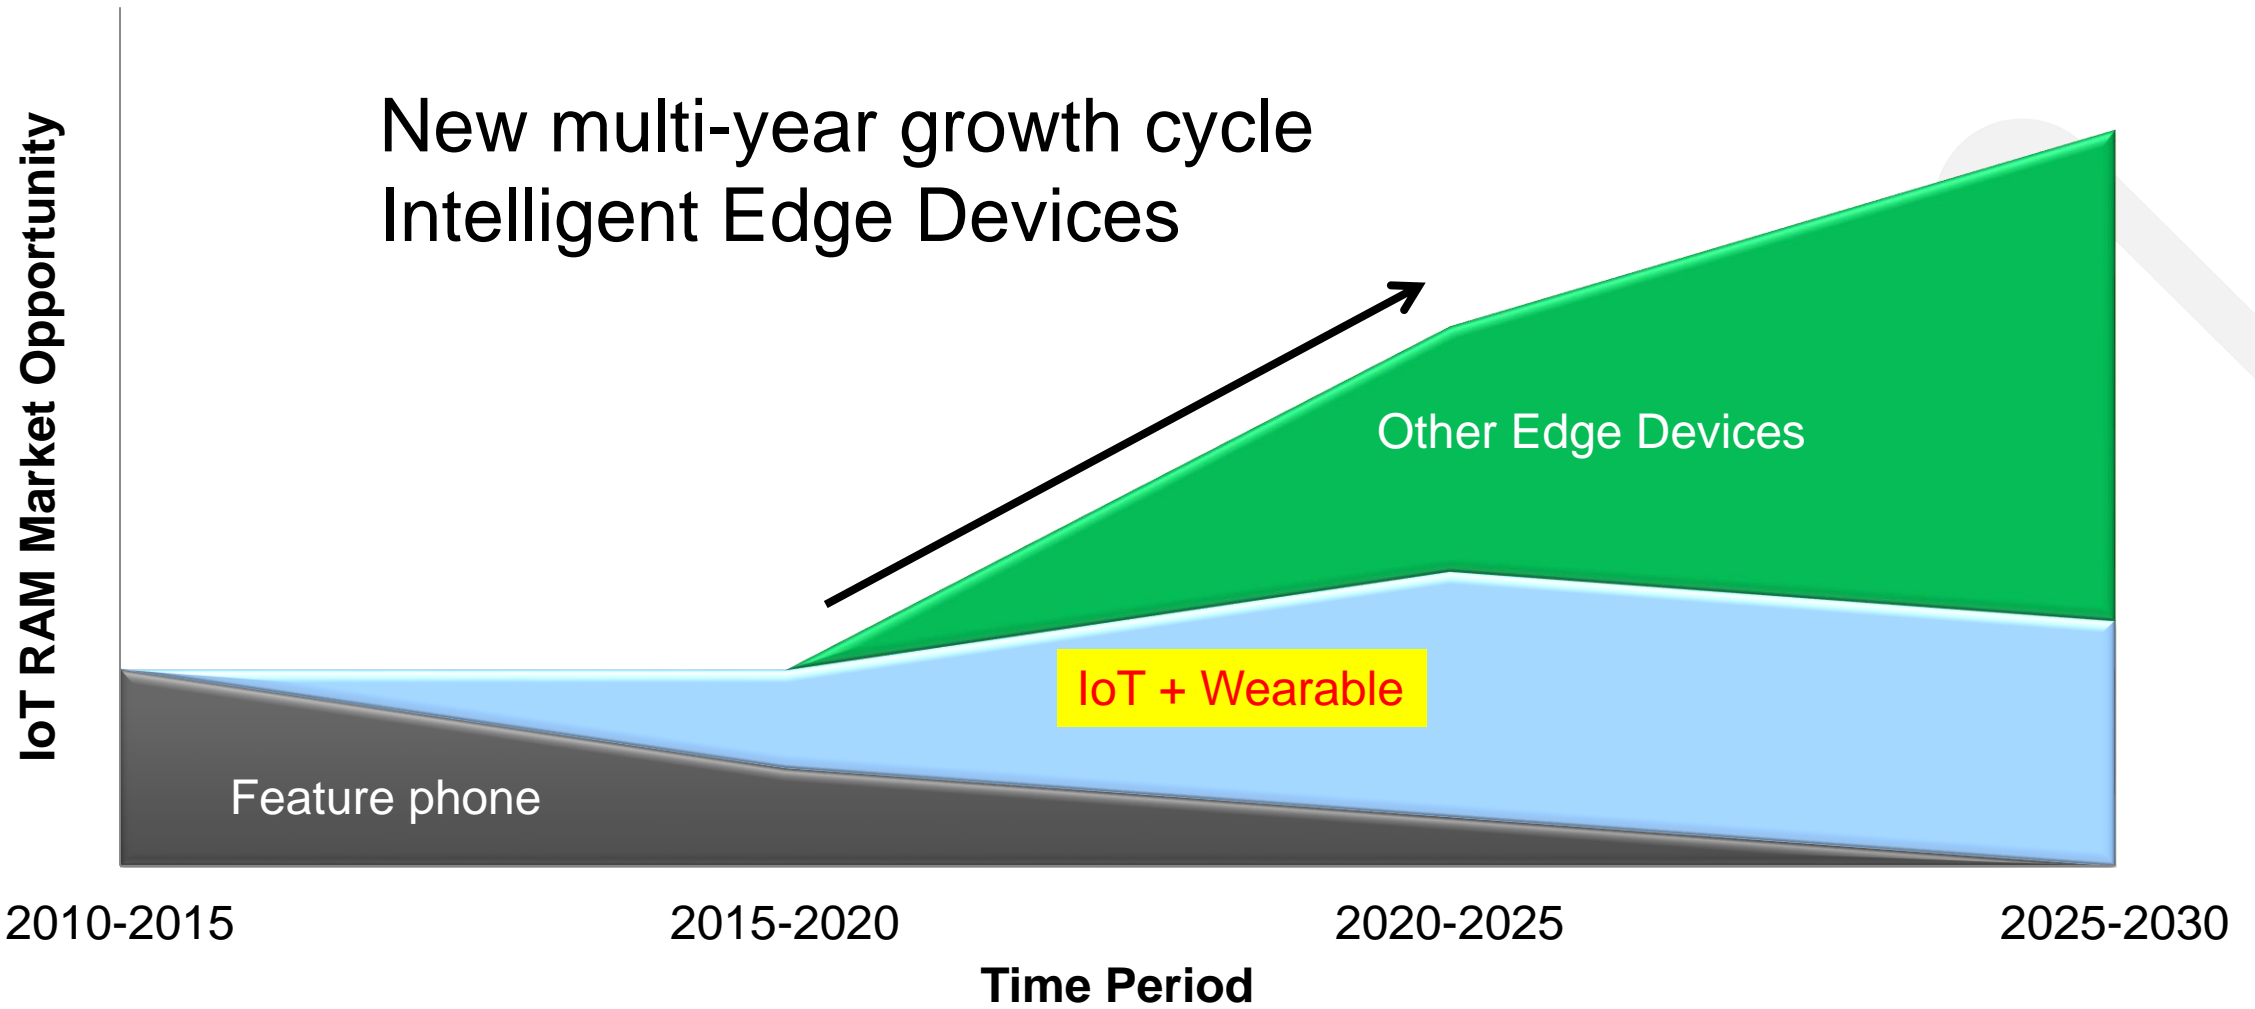 New multi-year growth cycle
Intelligent Edge Devices
IoT RAM Market Opportunity
Other Edge Devices
IoT + Wearable
Feature phone
2010-2015
2015-2020
2020-2025
2025-2030
Time Period